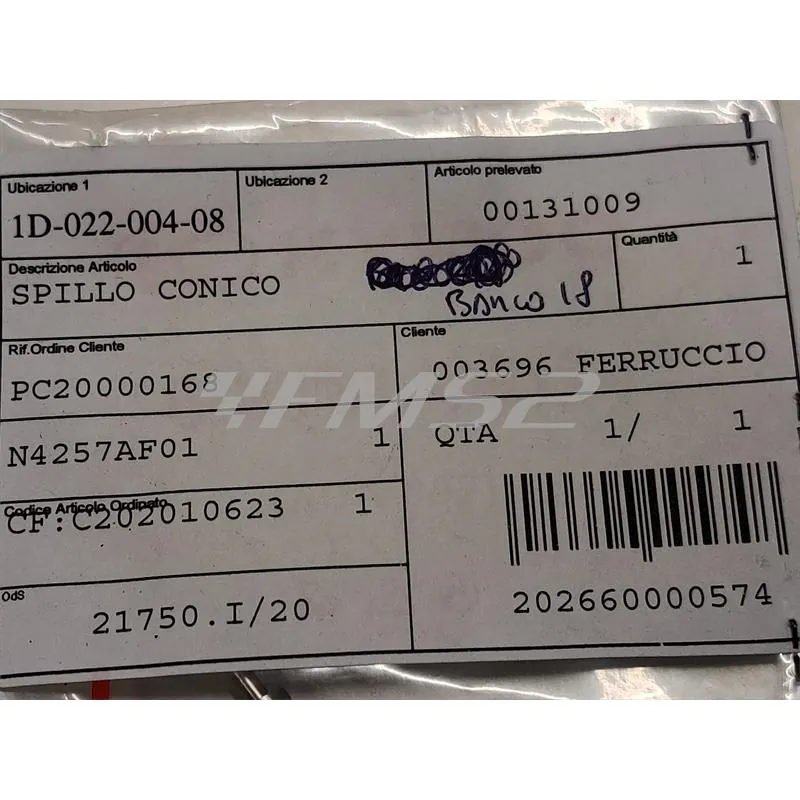 Ubicazione 1
1D-022-004-08
Ubicazione 2
Articolo prelevato
00131009
Descrizione Articolo
SPILLO CONICO
BANCO 18
Quantità
1
Rif.Ordine Cliente
PC20000168
Cliente
003696 FERRUCCIO
4FMS2
N4257AF01 1
QTA 1/ 1
Codice Articolo Ordinato
CF:C202010623 1
202660000574
OdS
21750.I/20